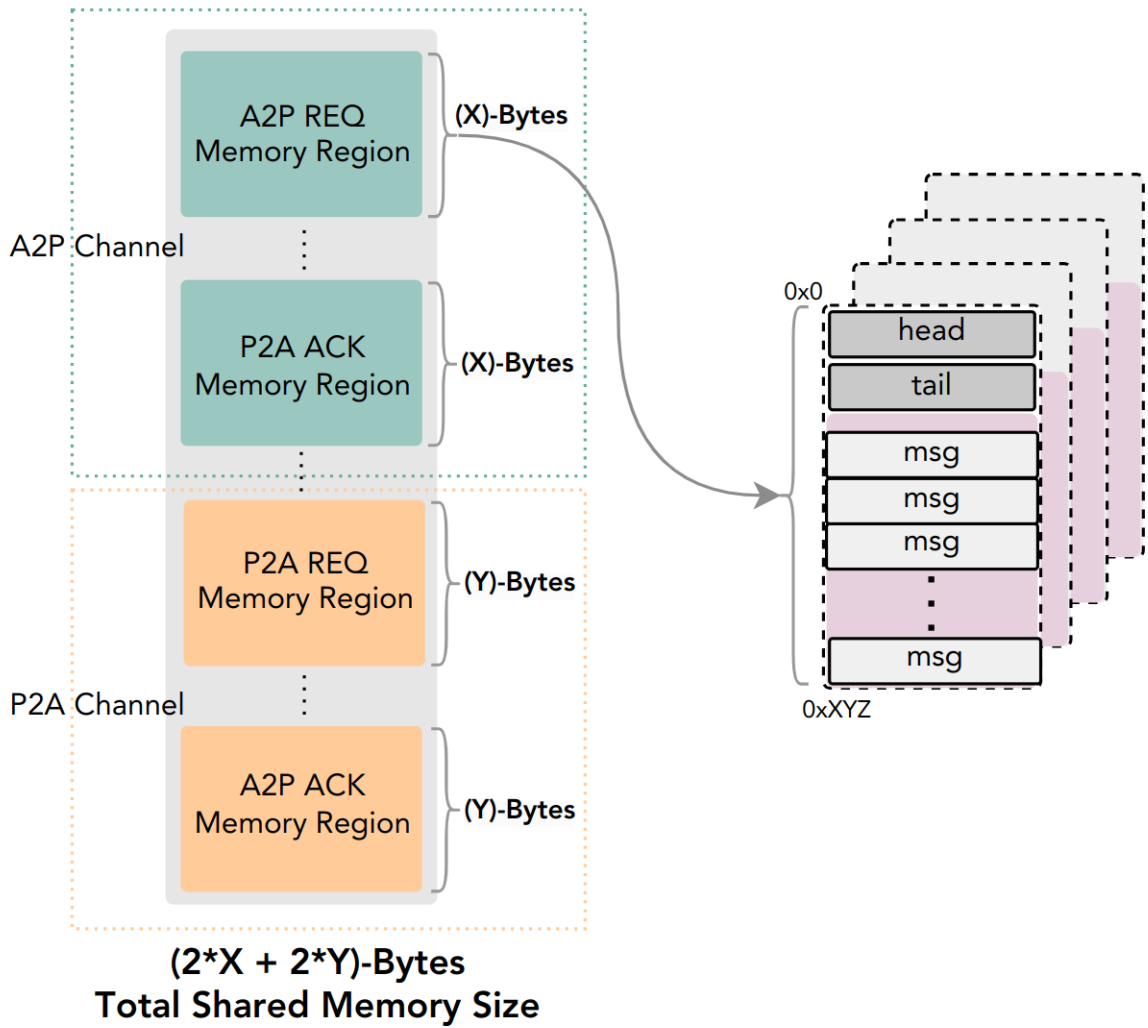 A2P REQ
Memory Region
(X)-Bytes
A2P Channel
P2A ACK
Memory Region
(X)-Bytes
P2A REQ
Memory Region
(Y)-Bytes
P2A Channel
A2P ACK
Memory Region
(Y)-Bytes
(2*X + 2*Y)-Bytes
Total Shared Memory Size
0x0
head
tail
msg
msg
msg
msg
0xXYZ